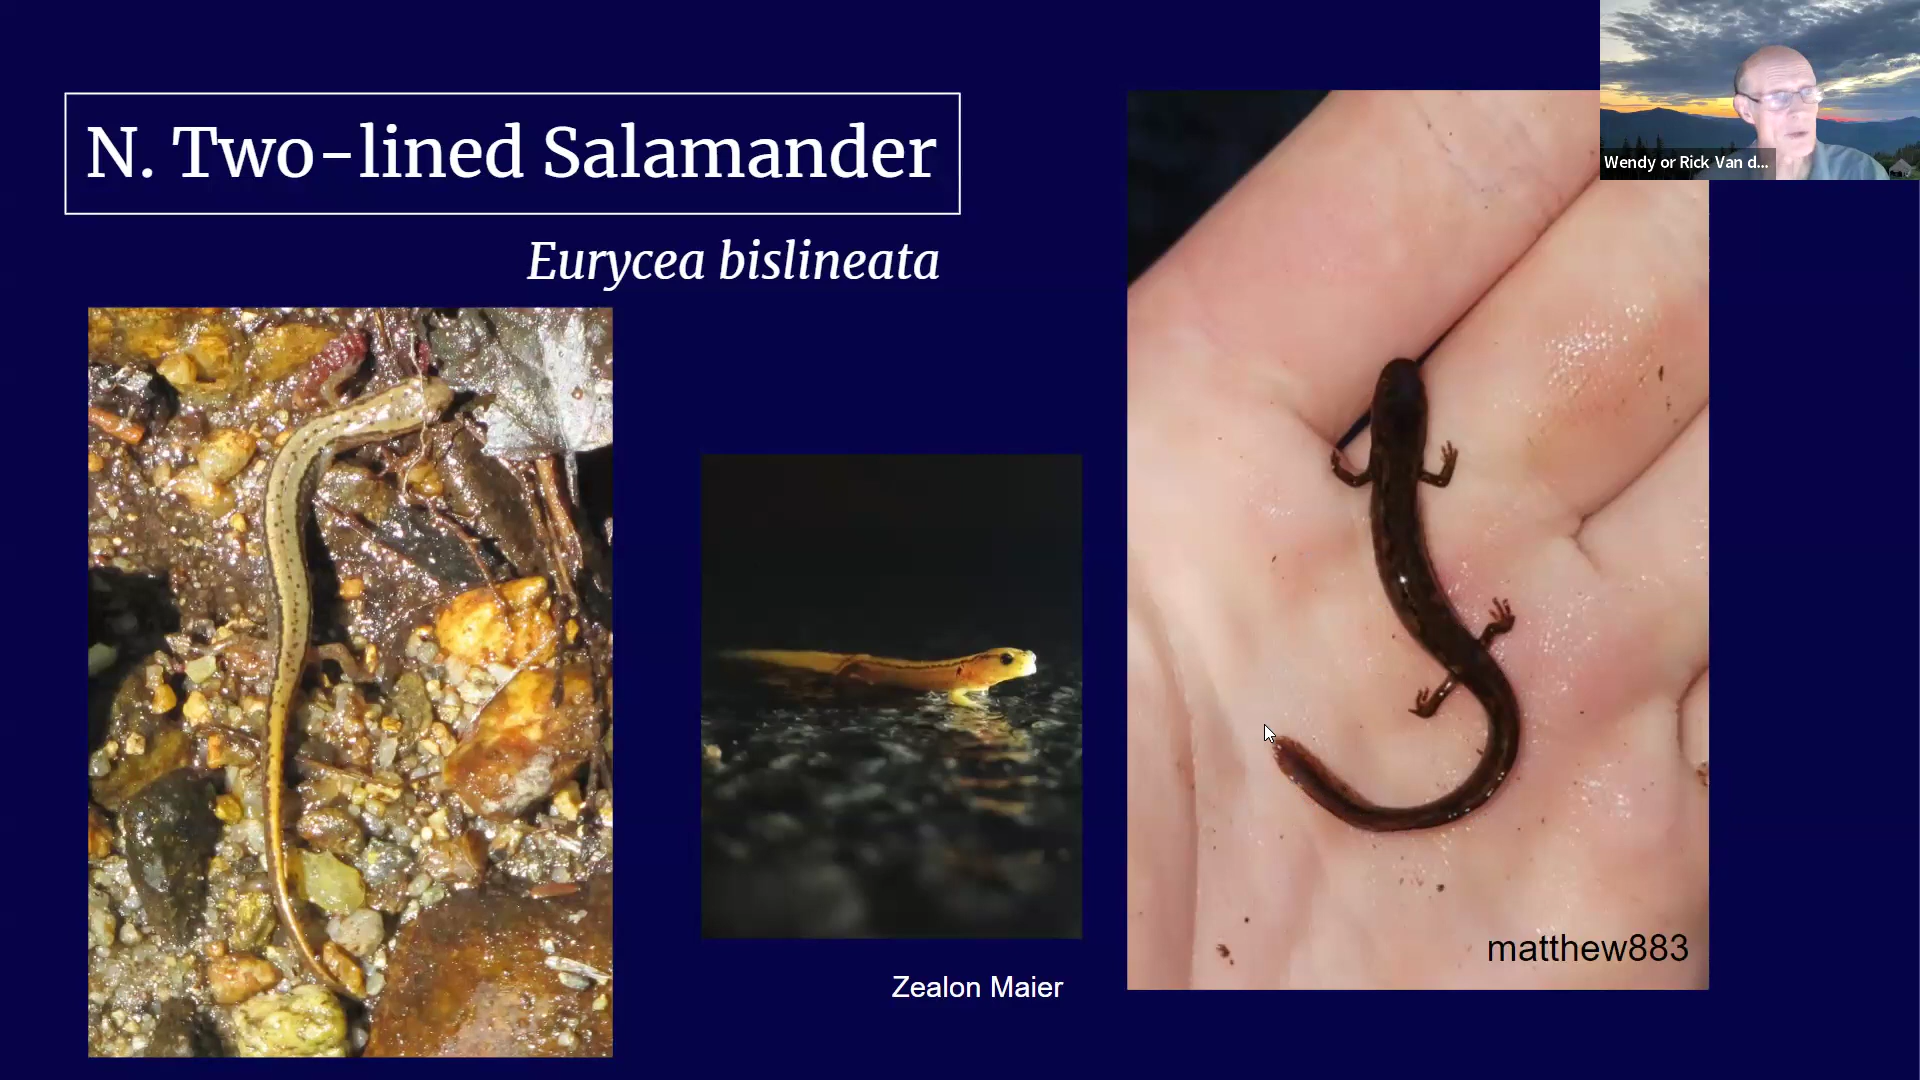 N. Two-lined Salamander
Eurycea bislineata
Wendy or Rick Van d...
matthew883
Zealon Maier